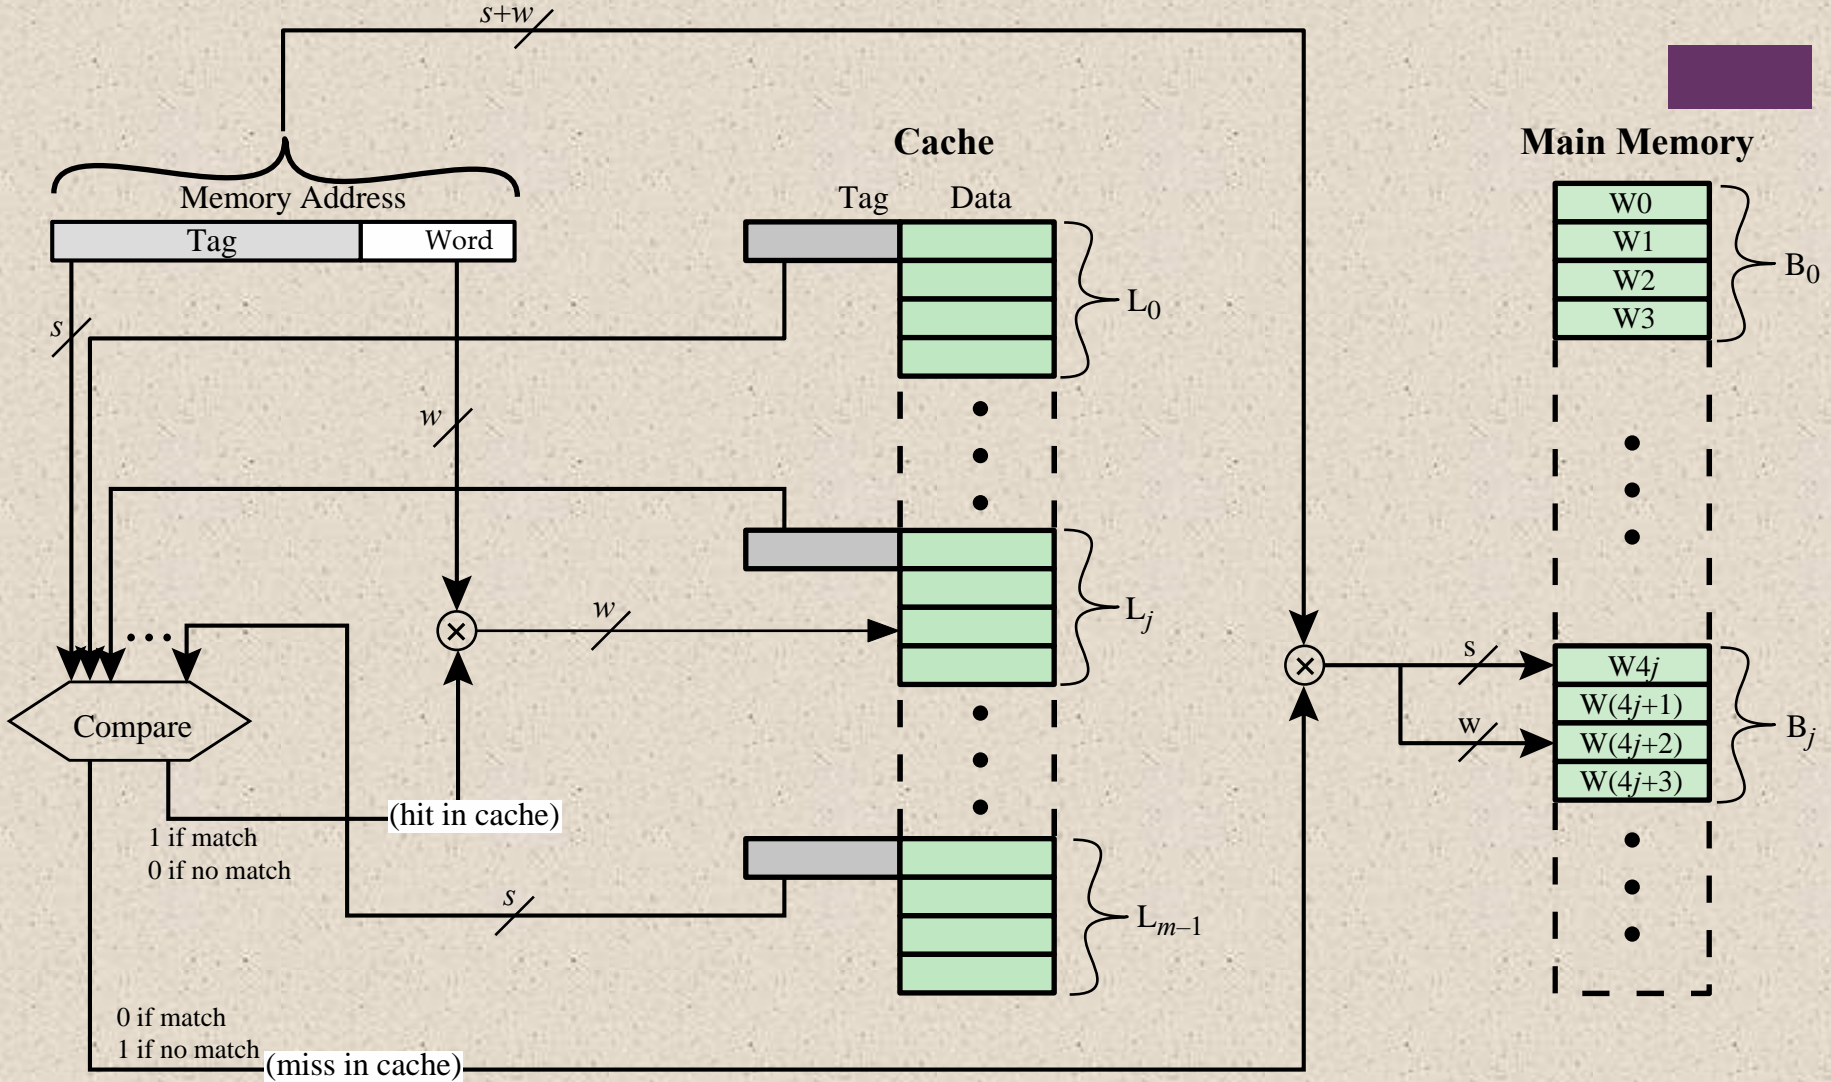 s+w
Cache
Main Memory
Memory Address
Tag Data
Tag Word
W0
W1
W2
W3
B0
L0
s
w
w
Lj
s
W4j
W(4j+1)
w
W(4j+2)
W(4j+3)
Bj
Compare
(hit in cache)
1 if match
0 if no match
s
Lm–1
0 if match
1 if no match
(miss in cache)